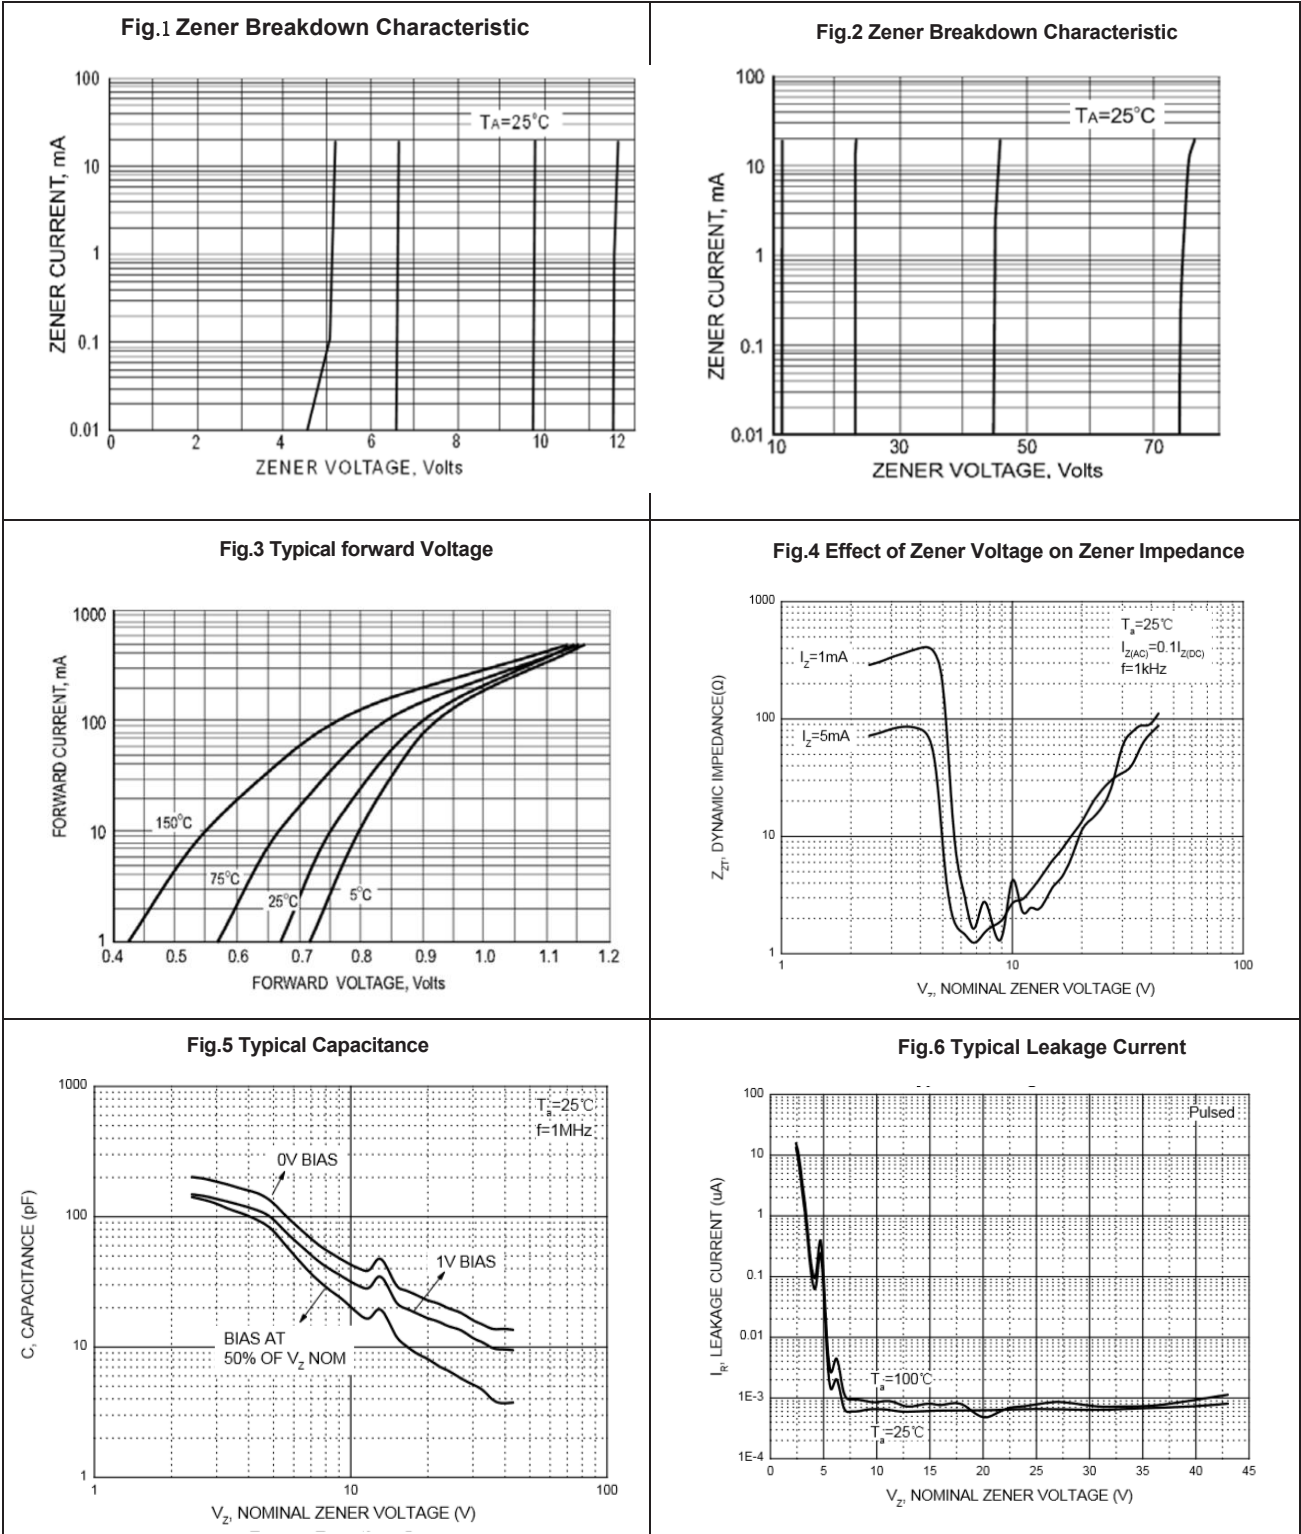 Fig.1 Zener Breakdown Characteristic
100
10
1
0.1
0.01
ZENER CURRENT, mA
TA=25°C
0 2 4 6 8 10 12
ZENER VOLTAGE, Volts
Fig.2 Zener Breakdown Characteristic
100
10
1
0.1
0.01
ZENER CURRENT, mA
TA=25°C
10 30 50 70
ZENER VOLTAGE, Volts
Fig.3 Typical forward Voltage
1000
100
10
1
FORWARD CURRENT, mA
150°C
75°C
25°C
5°C
0.4 0.5 0.6 0.7 0.8 0.9 1.0 1.1 1.2
FORWARD VOLTAGE, Volts
Fig.4 Effect of Zener Voltage on Zener Impedance
1000
100
10
1
ZZT, DYNAMIC IMPEDANCE(Ω)
Ta=25℃
IZ(AC)=0.1IZ(DC)
f=1kHz
IZ=1mA
IZ=5mA
1 10 100
VZ, NOMINAL ZENER VOLTAGE (V)
Fig.5 Typical Capacitance
1000
100
10
1
C, CAPACITANCE (pF)
Ta=25℃
f=1MHz
0V BIAS
1V BIAS
BIAS AT
50% OF VZ NOM
1 10 100
VZ, NOMINAL ZENER VOLTAGE (V)
Fig.6 Typical Leakage Current
100
10
1
0.1
0.01
1E-3
1E-4
IR, LEAKAGE CURRENT (uA)
Pulsed
Ta=100℃
Ta=25℃
0 5 10 15 20 25 30 35 40 45
VZ, NOMINAL ZENER VOLTAGE (V)